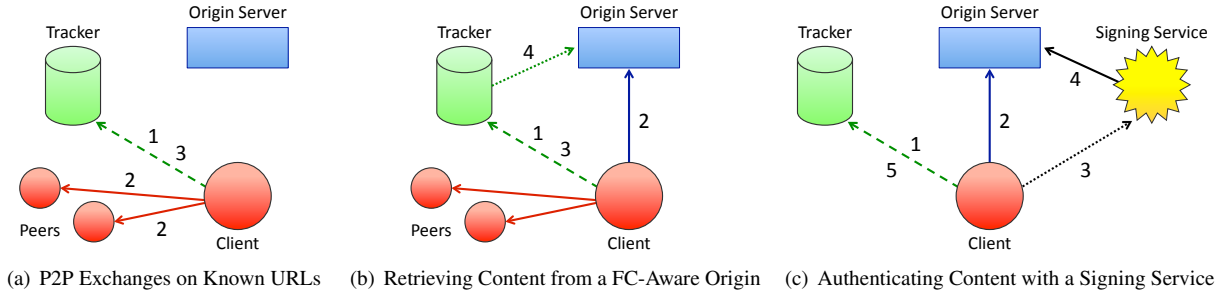 Origin Server
Tracker
1
3
2
2
Peers
Client
(a) P2P Exchanges on Known URLs
Origin Server
Tracker
4
2
1
3
Peers
Client
(b) Retrieving Content from a FC-Aware Origin
Origin Server
Tracker
Signing Service
4
2
1
5
3
Client
(c) Authenticating Content with a Signing Service